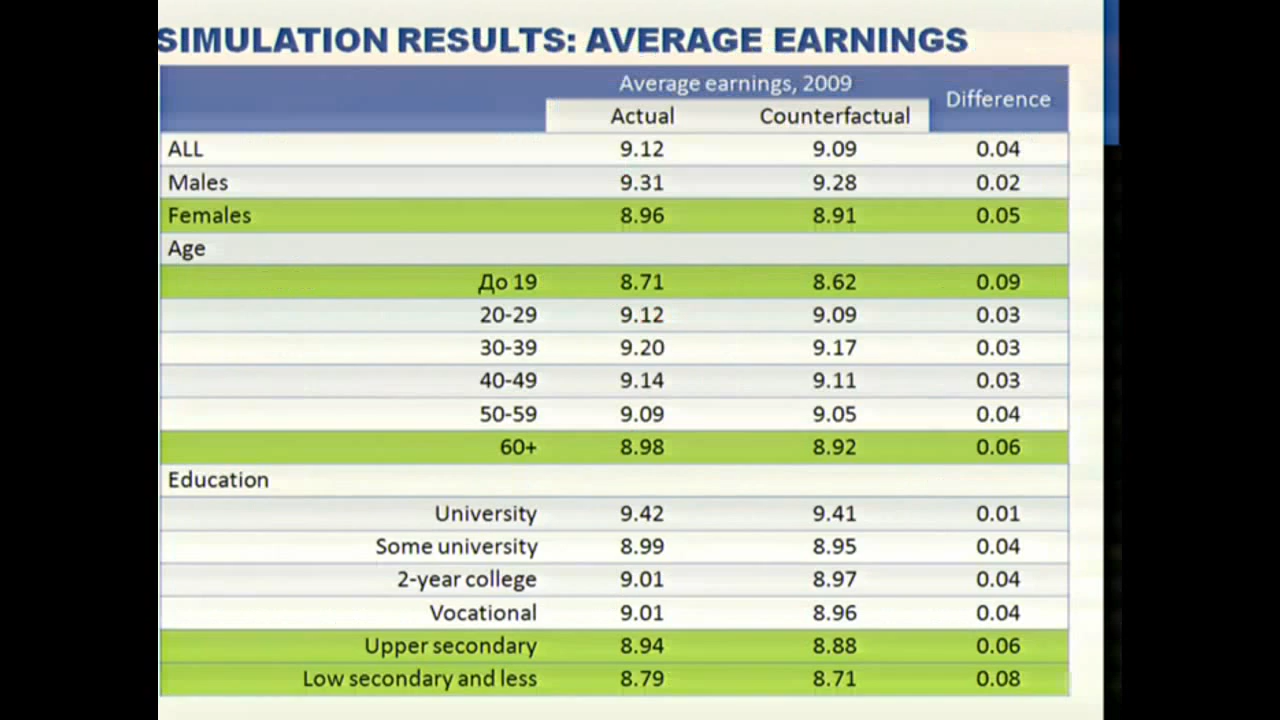 SIMULATION RESULTS: AVERAGE EARNINGS
Average earnings, 2009
Difference
Actual Counterfactual
ALL 9.12 9.09 0.04
Males 9.31 9.28 0.02
Females 8.96 8.91 0.05
Age
До 19 8.71 8.62 0.09
20-29 9.12 9.09 0.03
30-39 9.20 9.17 0.03
40-49 9.14 9.11 0.03
50-59 9.09 9.05 0.04
60+ 8.98 8.92 0.06
Education
University 9.42 9.41 0.01
Some university 8.99 8.95 0.04
2-year college 9.01 8.97 0.04
Vocational 9.01 8.96 0.04
Upper secondary 8.94 8.88 0.06
Low secondary and less 8.79 8.71 0.08